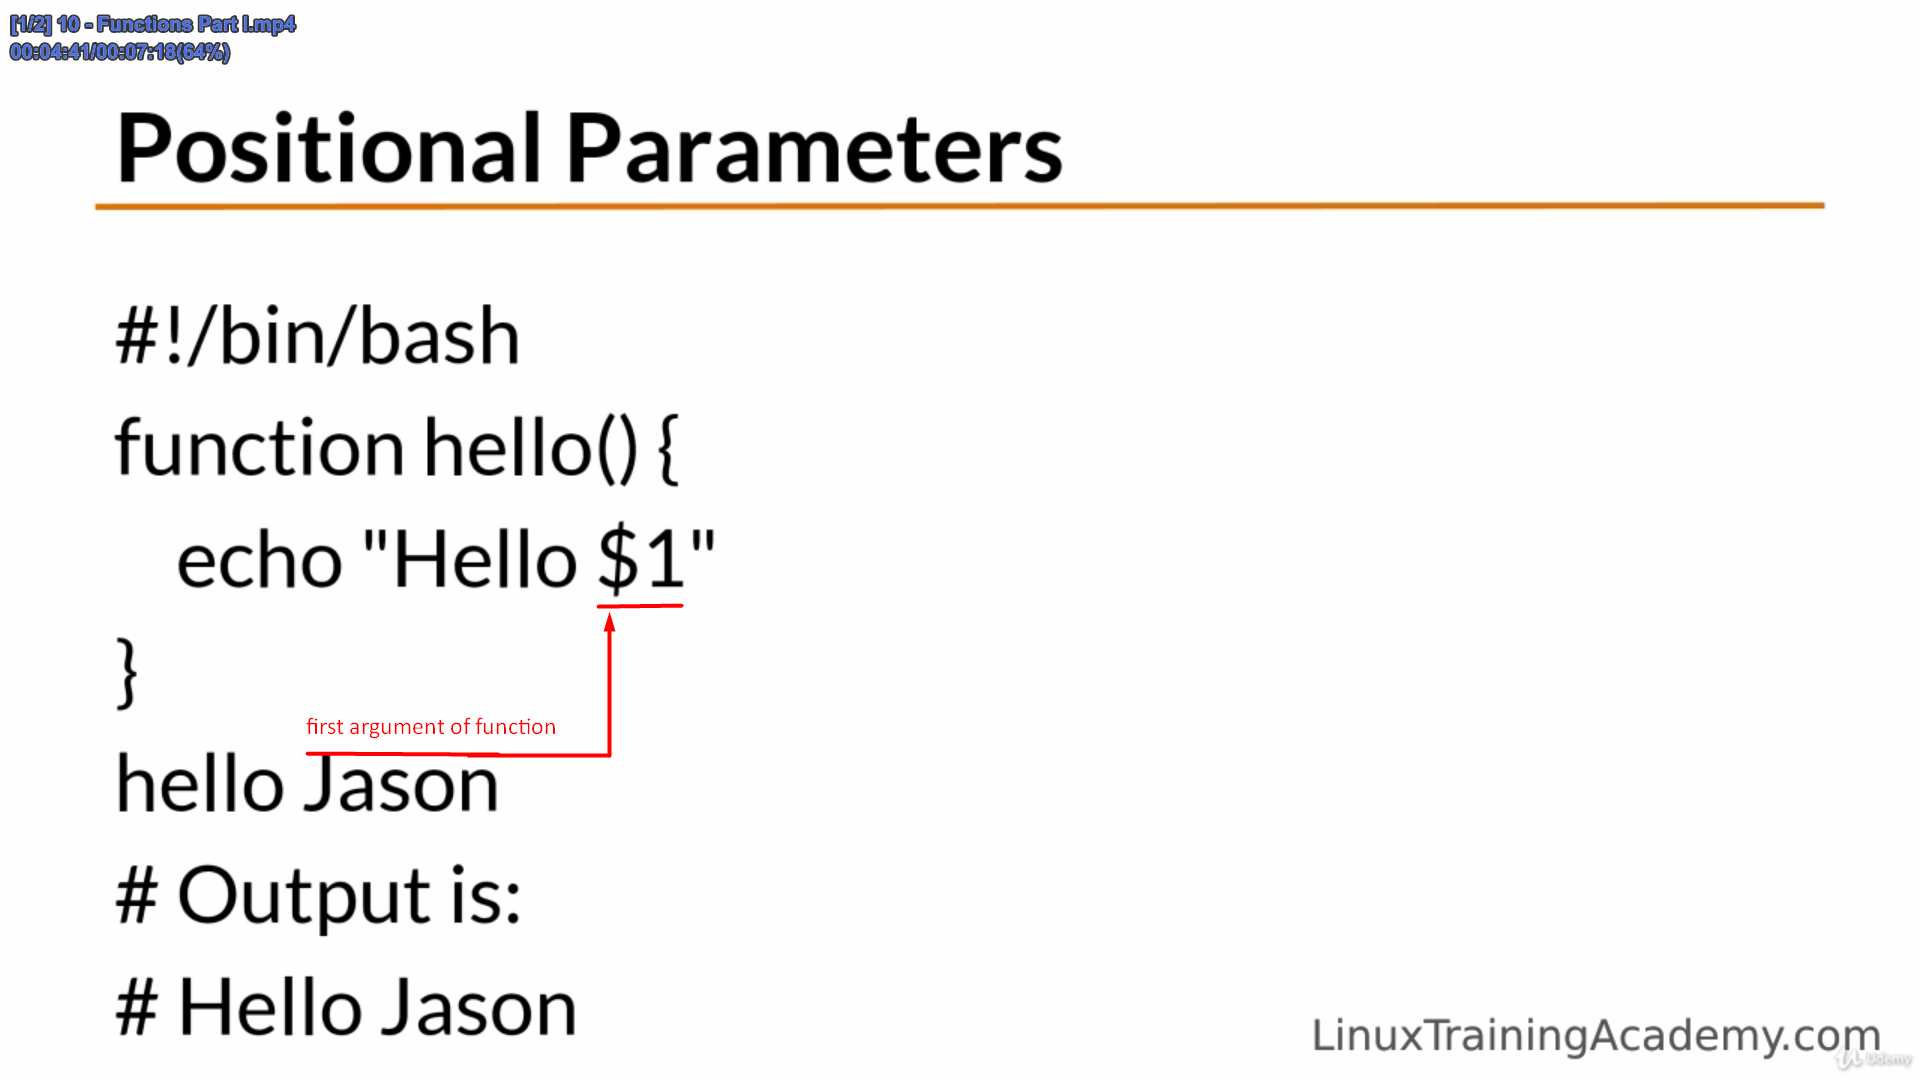 [1/2] 10 - Functions Part I.mp4
00:04:41/00:07:18(64%)
Positional Parameters
#!/bin/bash
function hello() {
echo "Hello $1"
}
first argument of function
hello Jason
# Output is:
# Hello Jason
LinuxTrainingAcademy.com
Udemy